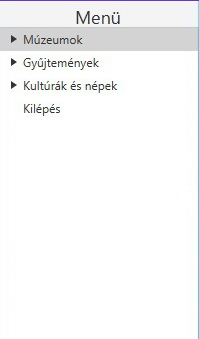 Menü
Múzeumok
Gyűjtemények
Kultúrák és népek
Kilépés